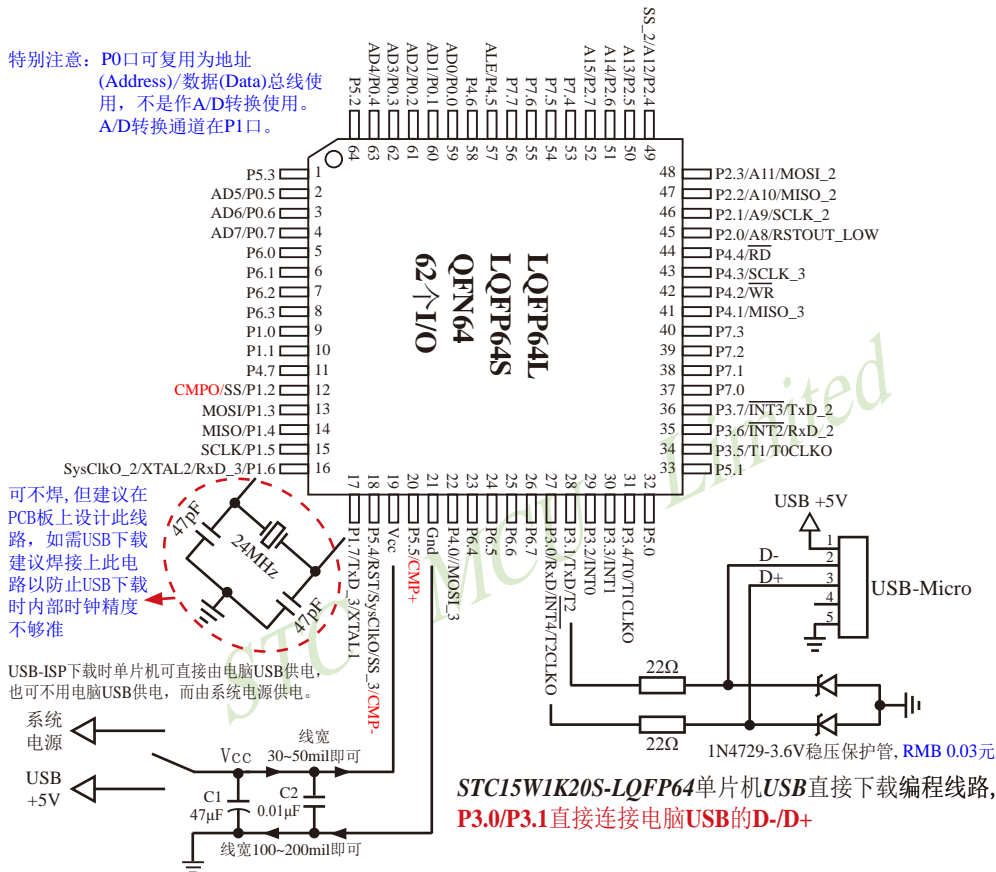 特别注意：P0口可复用为地址
(Address)/数据(Data)总线使
用，不是作A/D转换使用。
A/D转换通道在P1口。
P5.2
AD4/P0.4
AD3/P0.3
AD2/P0.2
AD1/P0.1
AD0/P0.0
P4.6
ALE/P4.5
P7.7
P7.6
P7.5
P7.4
A15/P2.7
A14/P2.6
A13/P2.5
SS_2/A12/P2.4
64
63
62
61
60
59
58
57
56
55
54
53
52
51
50
49
P5.3 1
AD5/P0.5 2
AD6/P0.6 3
AD7/P0.7 4
P6.0 5
P6.1 6
P6.2 7
P6.3 8
P1.0 9
P1.1 10
P4.7 11
CMPO/SS/P1.2 12
MOSI/P1.3 13
MISO/P1.4 14
SCLK/P1.5 15
SysClkO_2/XTAL2/RxD_3/P1.6 16
LQFP64L
LQFP64S
QFN64
62个I/O
48 P2.3/A11/MOSI_2
47 P2.2/A10/MISO_2
46 P2.1/A9/SCLK_2
45 P2.0/A8/RSTOUT_LOW
44 P4.4/RD
43 P4.3/SCLK_3
42 P4.2/WR
41 P4.1/MISO_3
40 P7.3
39 P7.2
38 P7.1
37 P7.0
36 P3.7/INT3/TxD_2
35 P3.6/INT2/RxD_2
34 P3.5/T1/T0CLKO
33 P5.1
17
18
19
20
21
22
23
24
25
26
27
28
29
30
31
32
P1.7/TxD_3/XTAL1
P5.4/RST/SysClkO/SS_3/CMP-
Vcc
P5.5/CMP+
Gnd
P4.0/MOSI_3
P6.4
P6.5
P6.6
P6.7
P3.0/RxD/INT4/T2CLKO
P3.1/TxD/T2
P3.2/INT0
P3.3/INT1
P3.4/T0/T1CLKO
P5.0
可不焊,但建议在
PCB板上设计此线
路，如需USB下载
建议焊接上此电
路以防止USB下载
时内部时钟精度
不够准
47pF
24MHz
47pF
STC MCU Limited
USB +5V
D-
D+
1
2
3
4
5
USB-Micro
22Ω
22Ω
1N4729-3.6V稳压保护管, RMB 0.03元
USB-ISP下载时单片机可直接由电脑USB供电,
也可不用电脑USB供电，而由系统电源供电。
系统
电源
USB
+5V
Vcc
线宽
30~50mil即可
C1
47μF
C2
0.01μF
线宽100~200mil即可
STC15W1K20S-LQFP64单片机USB直接下载编程线路,
P3.0/P3.1直接连接电脑USB的D-/D+